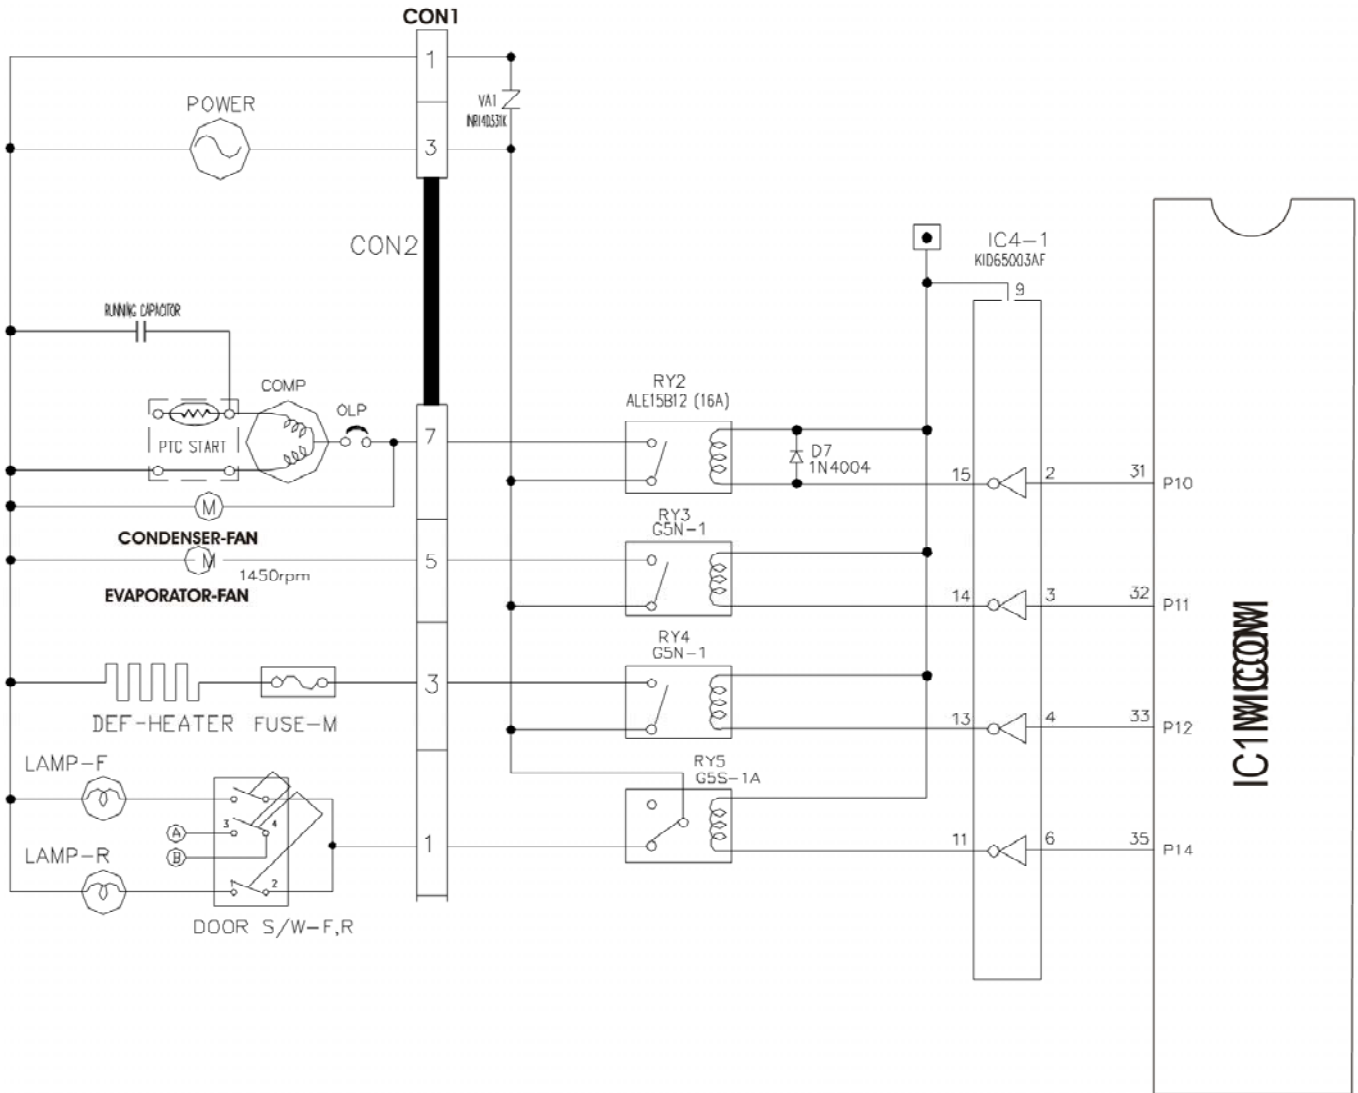 CON1
1
POWER
VA1
INR14D331K
3
CON2
IC4-1
KID65003AF
9
RUNNING CAPACITOR
COMP
OLP
PTC START
7
RY2
ALE15B12 (16A)
D7
1N4004
15
2
31
P10
M
CONDENSER-FAN
M
1450rpm
EVAPORATOR-FAN
5
RY3
G5N-1
14
3
32
P11
DEF-HEATER
FUSE-M
3
RY4
G5N-1
13
4
33
P12
LAMP-F
A
3
4
B
LAMP-R
1
2
DOOR S/W-F,R
1
RY5
G5S-1A
11
6
35
P14